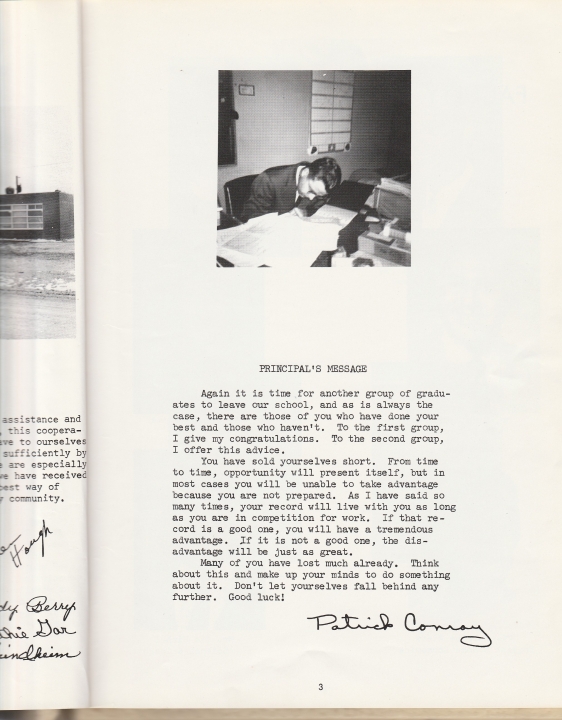 assistance and
this coopera-
to ourselves
sufficiently by
are especially
we have received
best way of
community.
Hough
Berry
PRINCIPAL'S MESSAGE
Again it is time for another group of gradu-
ates to leave our school, and as is always the
case, there are those of you who have done your
best and those who haven't. To the first group,
I give my congratulations. To the second group,
I offer this advice.
You have sold yourselves short. From time
to time, opportunity will present itself, but in
most cases you will be unable to take advantage
because you are not prepared. As I have said so
many times, your record will live with you as long
as you are in competition for work. If that re-
cord is a good one, you will have a tremendous
advantage. If it is not a good one, the dis-
advantage will be just as great.
Many of you have lost much already. Think
about this and make up your minds to do something
about it. Don't let yourselves fall behind any
further. Good luck!
Patrick Conroy
3